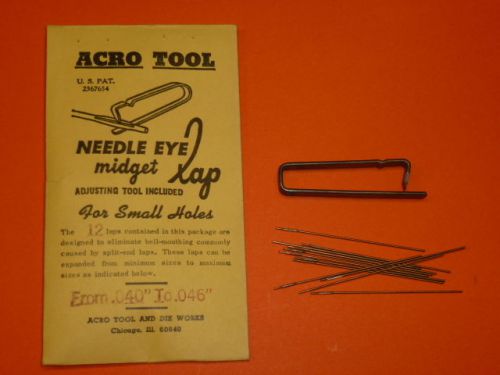 ACRO TOOL
U. S. PAT.
2367654
NEEDLE EYE
midget lap
ADJUSTING TOOL INCLUDED
For Small Holes
The 12 laps contained in this package are
designed to eliminate bell-mouthing commonly
caused by split-end laps. These laps can be
expanded from minimum sizes to maximum
sizes as indicated below.
From .040" To .046"
ACRO TOOL AND DIE WORKS
Chicago, Ill. 60640